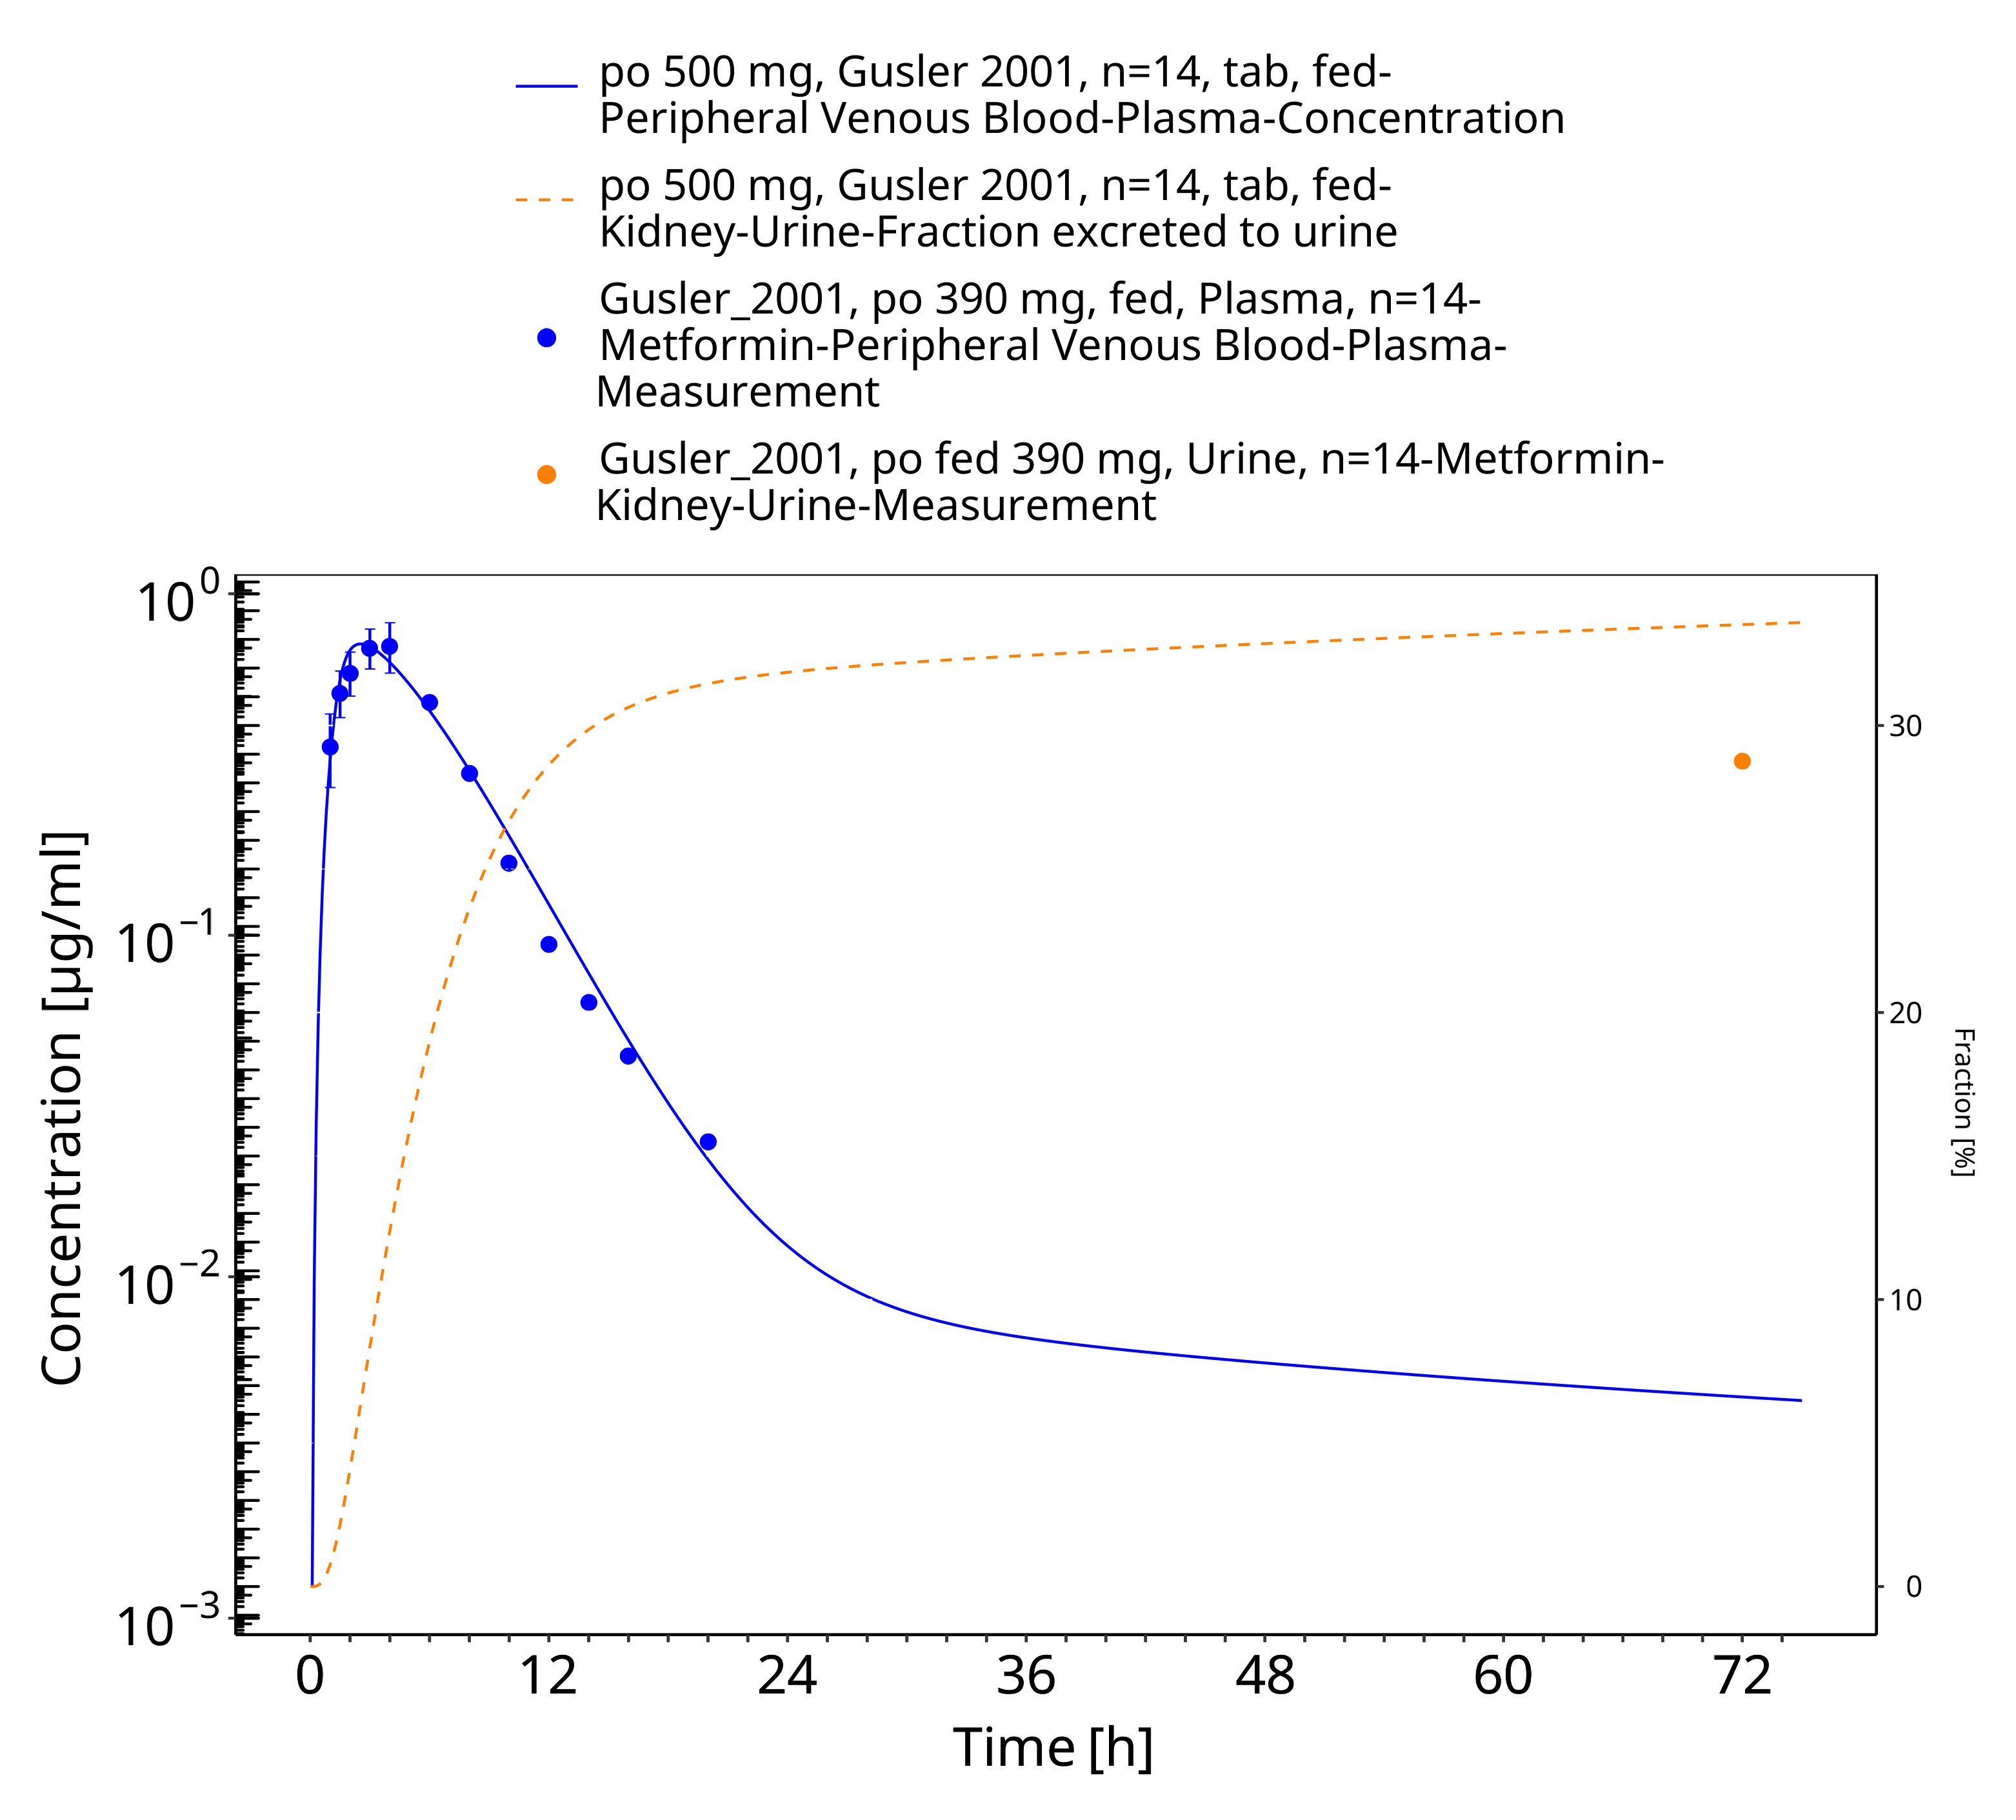 po 500 mg, Gusler 2001, n=14, tab, fed-
Peripheral Venous Blood-Plasma-Concentration
po 500 mg, Gusler 2001, n=14, tab, fed-
Kidney-Urine-Fraction excreted to urine
Gusler_2001, po 390 mg, fed, Plasma, n=14-
Metformin-Peripheral Venous Blood-Plasma-
Measurement
Gusler_2001, po fed 390 mg, Urine, n=14-Metformin-
Kidney-Urine-Measurement
10⁰
10⁻¹
10⁻²
10⁻³
Concentration [µg/ml]
30
20
10
0
Fraction [%]
0 12 24 36 48 60 72
Time [h]